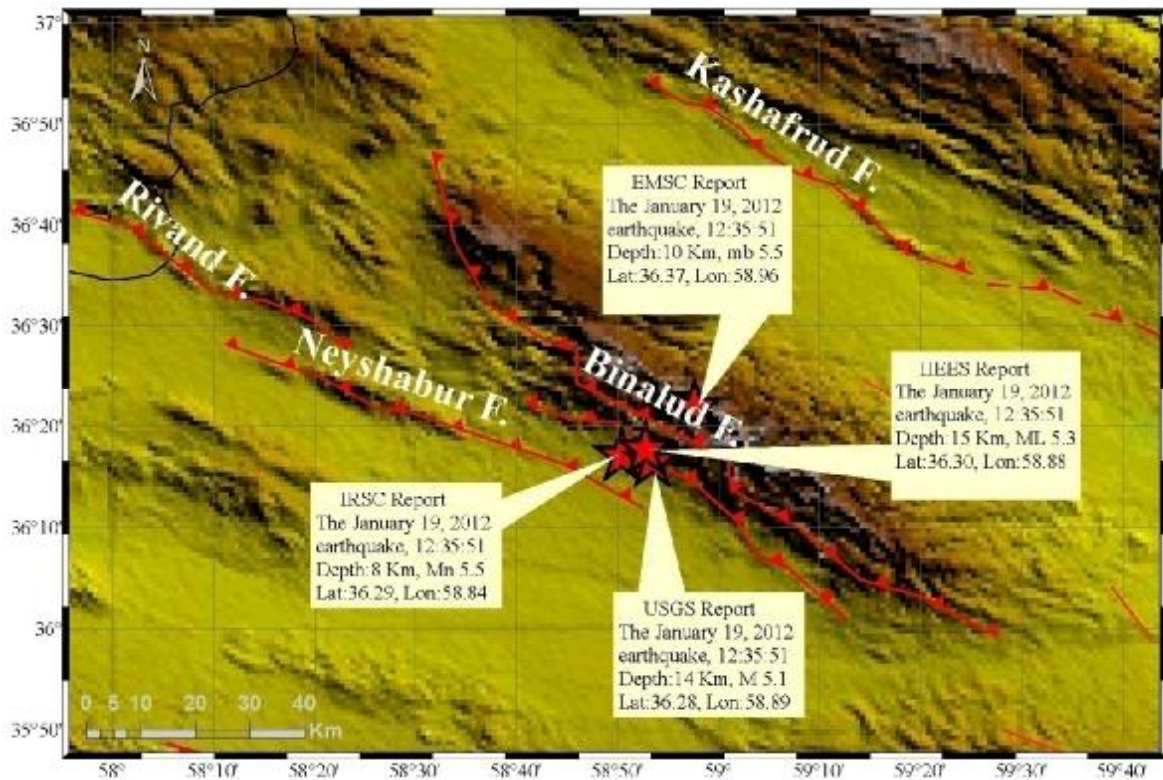 37°
36°50'
36°40'
36°30'
36°20'
36°10'
36°
35°50'
N
Kashafrud F.
Rivand F.
Neyshabur F.
Binalud F.
EMSC Report
The January 19, 2012
earthquake, 12:35:51
Depth:10 Km, mb 5.5
Lat:36.37, Lon:58.96
IIEES Report
The January 19, 2012
earthquake, 12:35:51
Depth:15 Km, ML 5.3
Lat:36.30, Lon:58.88
IRSC Report
The January 19, 2012
earthquake, 12:35:51
Depth:8 Km, Mn 5.5
Lat:36.29, Lon:58.84
USGS Report
The January 19, 2012
earthquake, 12:35:51
Depth:14 Km, M 5.1
Lat:36.28, Lon:58.89
0 5 10 20 30 40
Km
58° 58°10' 58°20' 58°30' 58°40' 58°50' 59° 59°10' 59°20' 59°30' 59°40'